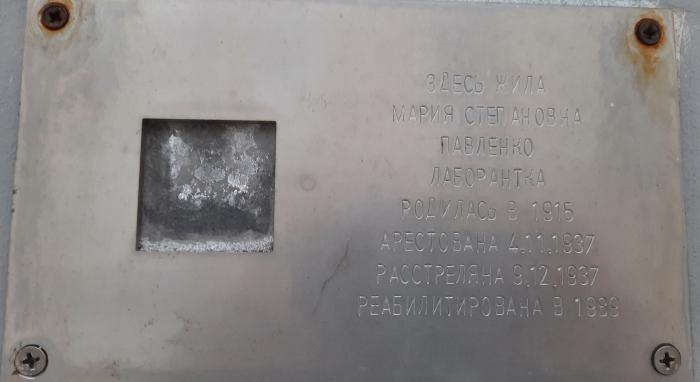 ЗДЕСЬ ЖИЛА
МАРИЯ СТЕПАНОВНА
ПАВЛЕНКО
ЛАБОРАНТКА
РОДИЛАСЬ В 1915
АРЕСТОВАНА 4.11.1937
РАССТРЕЛЯНА 9.12.1937
РЕАБИЛИТИРОВАНА В 1989